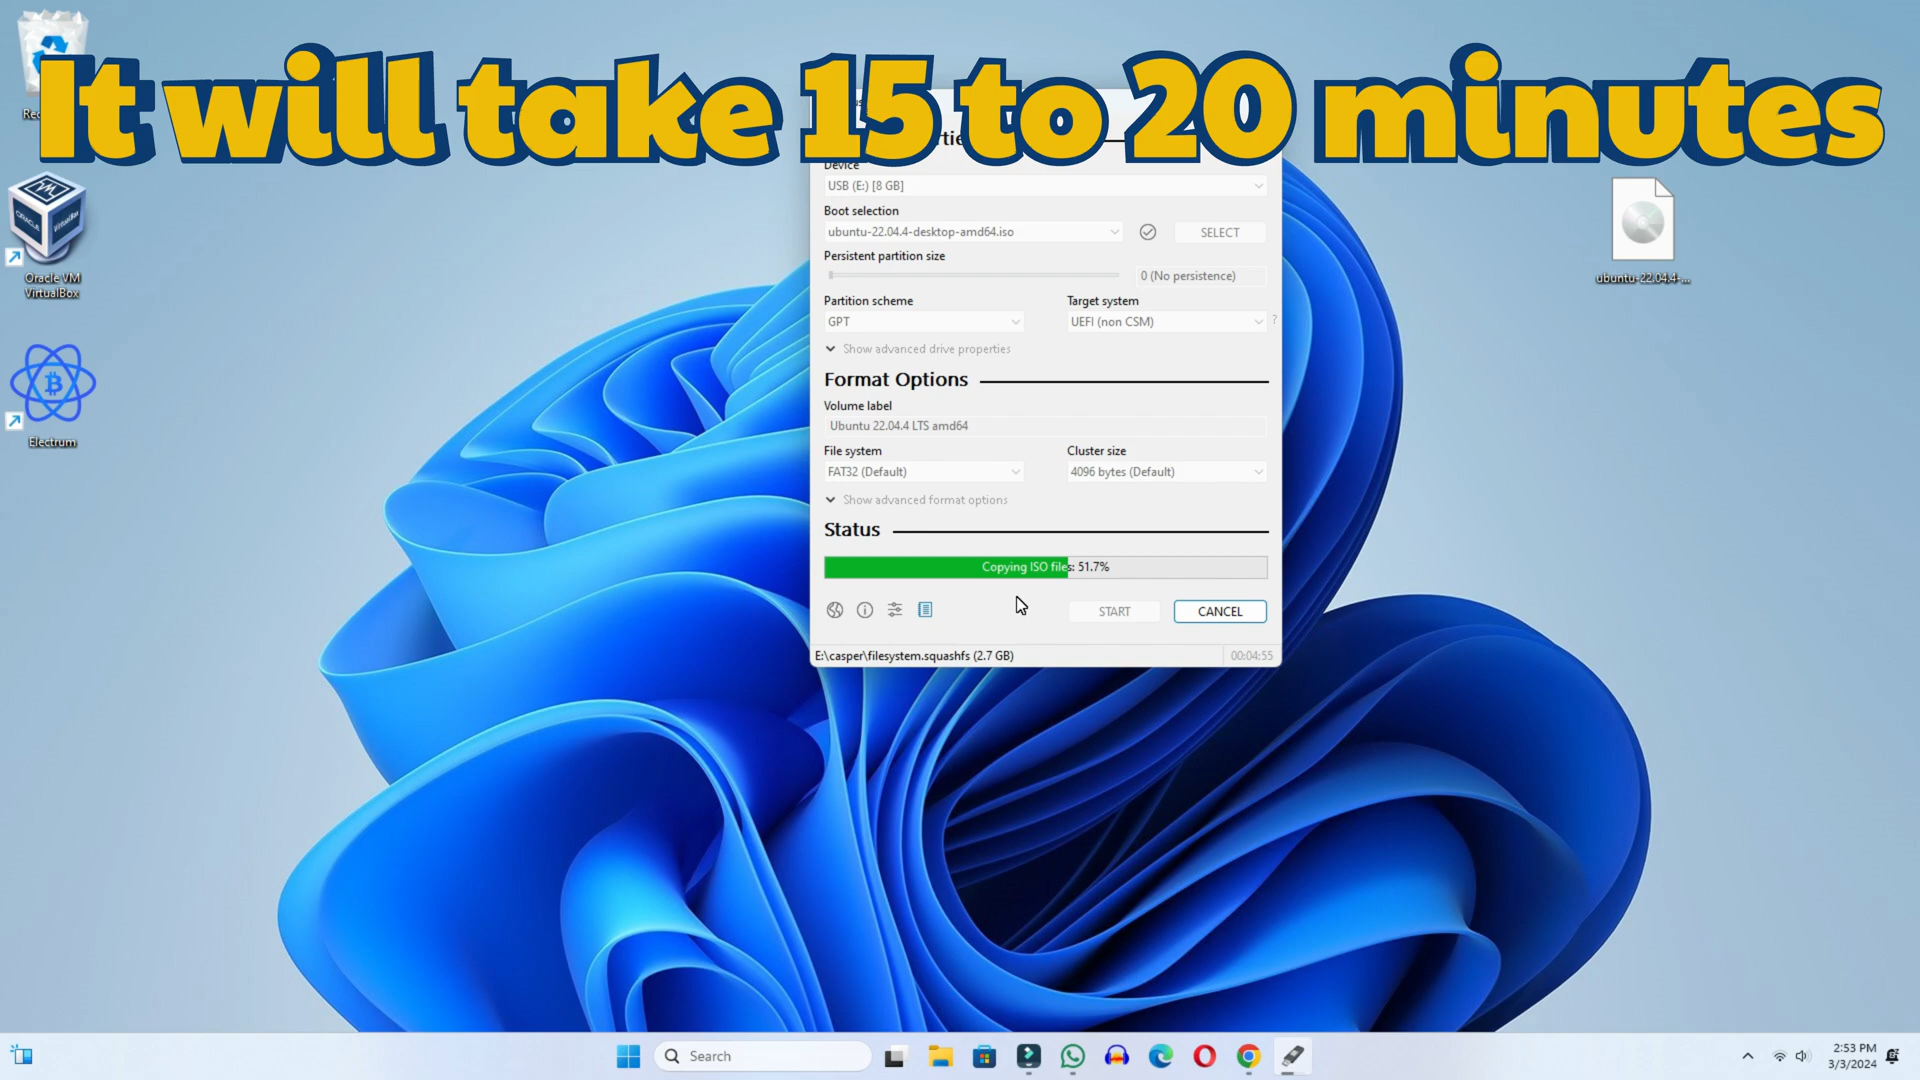 It will take 15 to 20 minutes
Device
USB (E:) [8 GB]
Boot selection
ubuntu-22.04.4-desktop-amd64.iso
SELECT
Persistent partition size
0 (No persistence)
Partition scheme
Target system
GPT
UEFI (non CSM)
?
Show advanced drive properties
Format Options
Volume label
Ubuntu 22.04.4 LTS amd64
File system
Cluster size
FAT32 (Default)
4096 bytes (Default)
Show advanced format options
Status
Copying ISO files: 51.7%
START
CANCEL
E:\casper\filesystem.squashfs (2.7 GB)
00:04:55
Oracle VM
VirtualBox
Electrum
ubuntu-22.04.4-...
Search
2:53 PM
3/3/2024